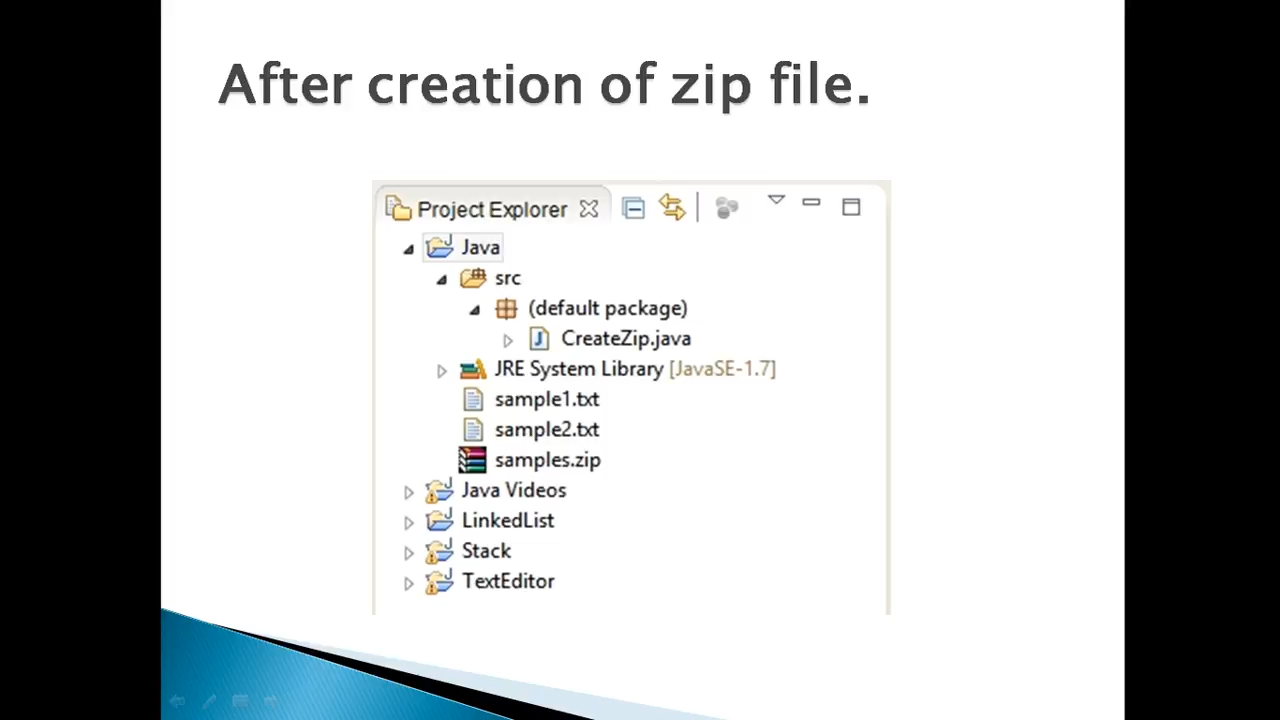 After creation of zip file.
Project Explorer
Java
src
(default package)
CreateZip.java
JRE System Library [JavaSE-1.7]
sample1.txt
sample2.txt
samples.zip
Java Videos
LinkedList
Stack
TextEditor